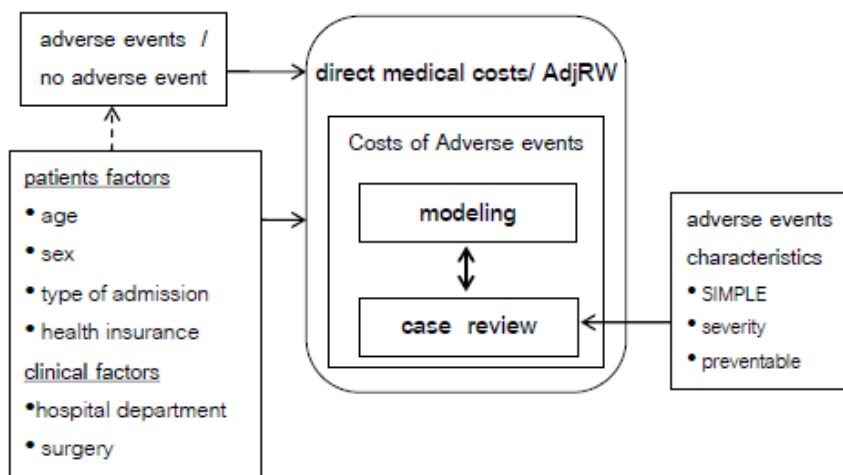 adverse events /
no adverse event
direct medical costs/ AdjRW
Costs of Adverse events
modeling
case review
patients factors
• age
• sex
• type of admission
• health insurance
clinical factors
•hospital department
• surgery
adverse events
characteristics
• SIMPLE
• severity
• preventable